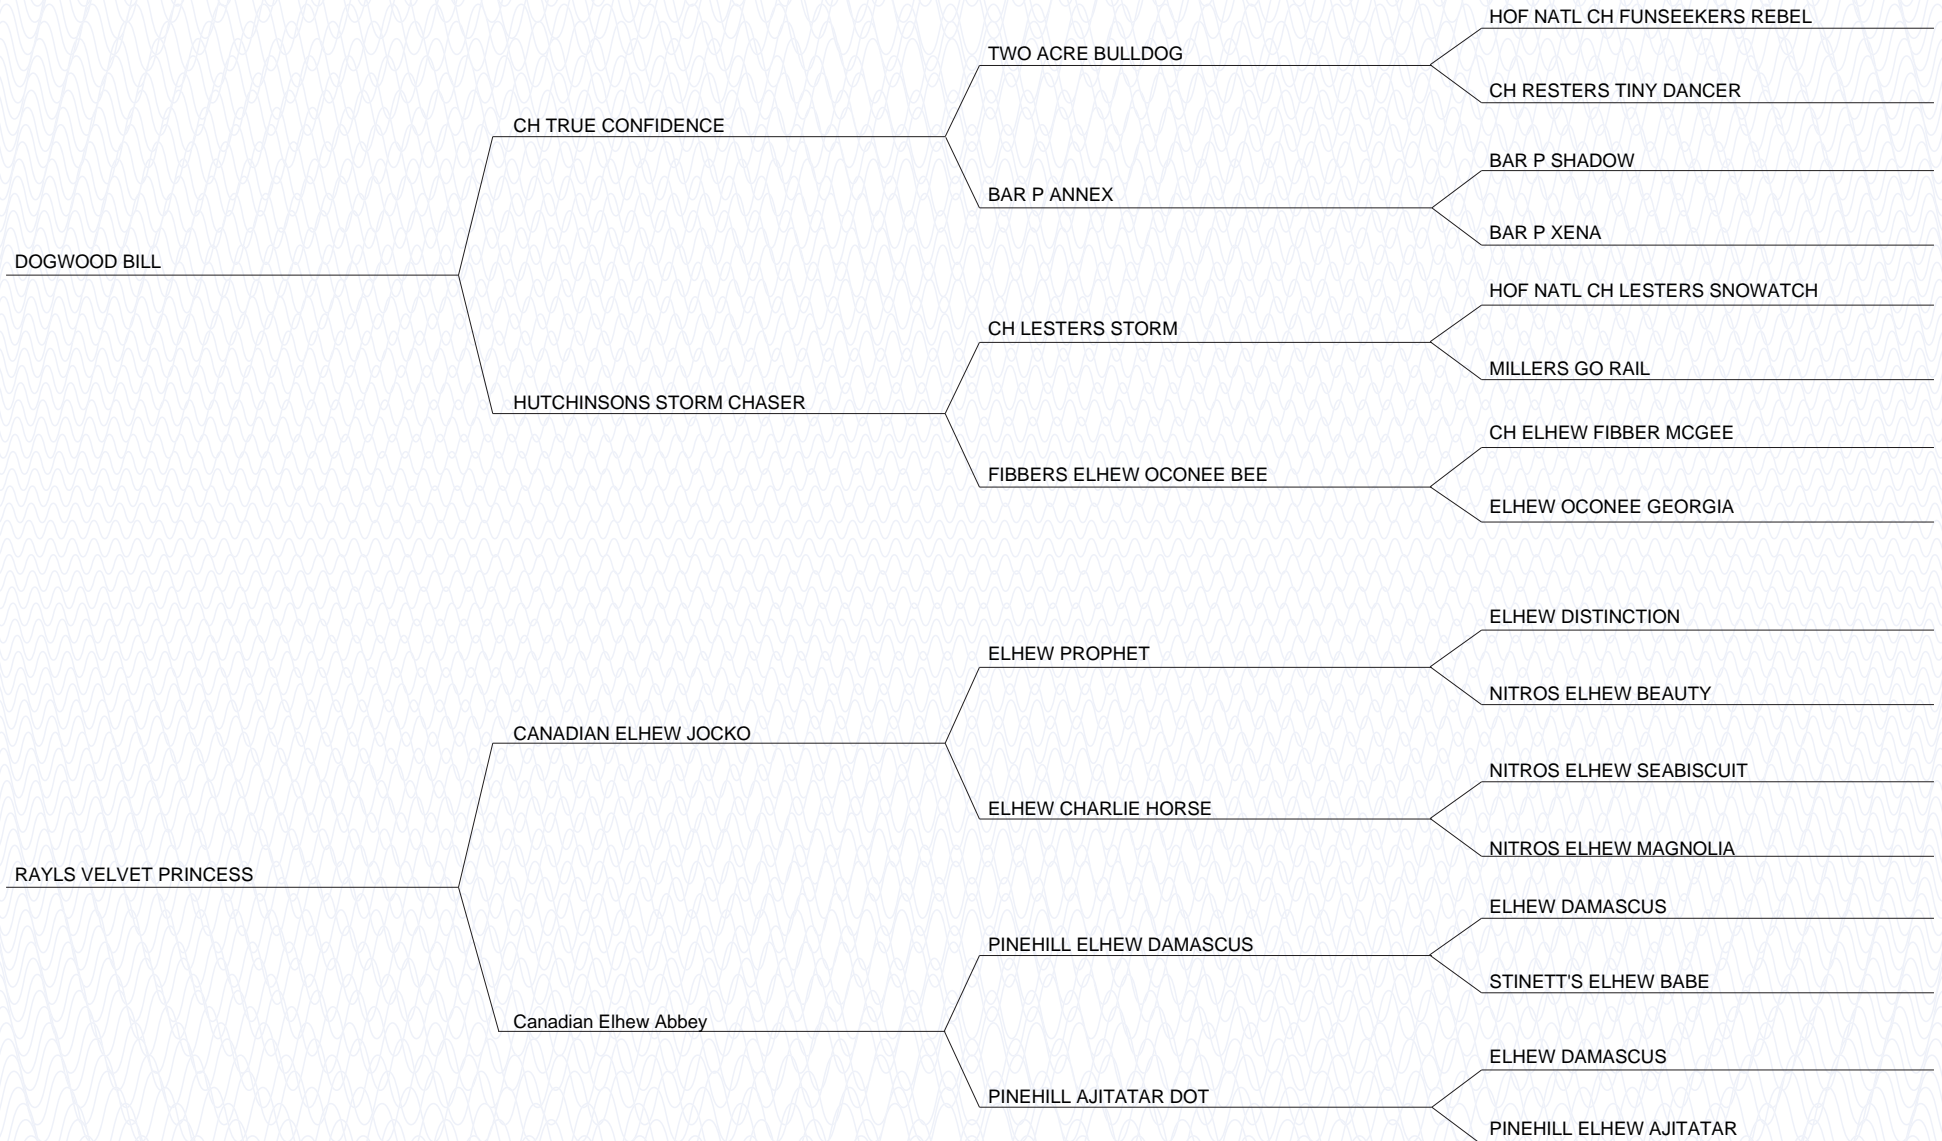 HOF NATL CH FUNSEEKERS REBEL
TWO ACRE BULLDOG
CH RESTERS TINY DANCER
CH TRUE CONFIDENCE
BAR P SHADOW
BAR P ANNEX
BAR P XENA
DOGWOOD BILL
HOF NATL CH LESTERS SNOWATCH
CH LESTERS STORM
MILLERS GO RAIL
HUTCHINSONS STORM CHASER
CH ELHEW FIBBER MCGEE
FIBBERS ELHEW OCONEE BEE
ELHEW OCONEE GEORGIA
ELHEW DISTINCTION
ELHEW PROPHET
NITROS ELHEW BEAUTY
CANADIAN ELHEW JOCKO
NITROS ELHEW SEABISCUIT
ELHEW CHARLIE HORSE
NITROS ELHEW MAGNOLIA
RAYLS VELVET PRINCESS
ELHEW DAMASCUS
PINEHILL ELHEW DAMASCUS
STINETT'S ELHEW BABE
Canadian Elhew Abbey
ELHEW DAMASCUS
PINEHILL AJITATAR DOT
PINEHILL ELHEW AJITATAR